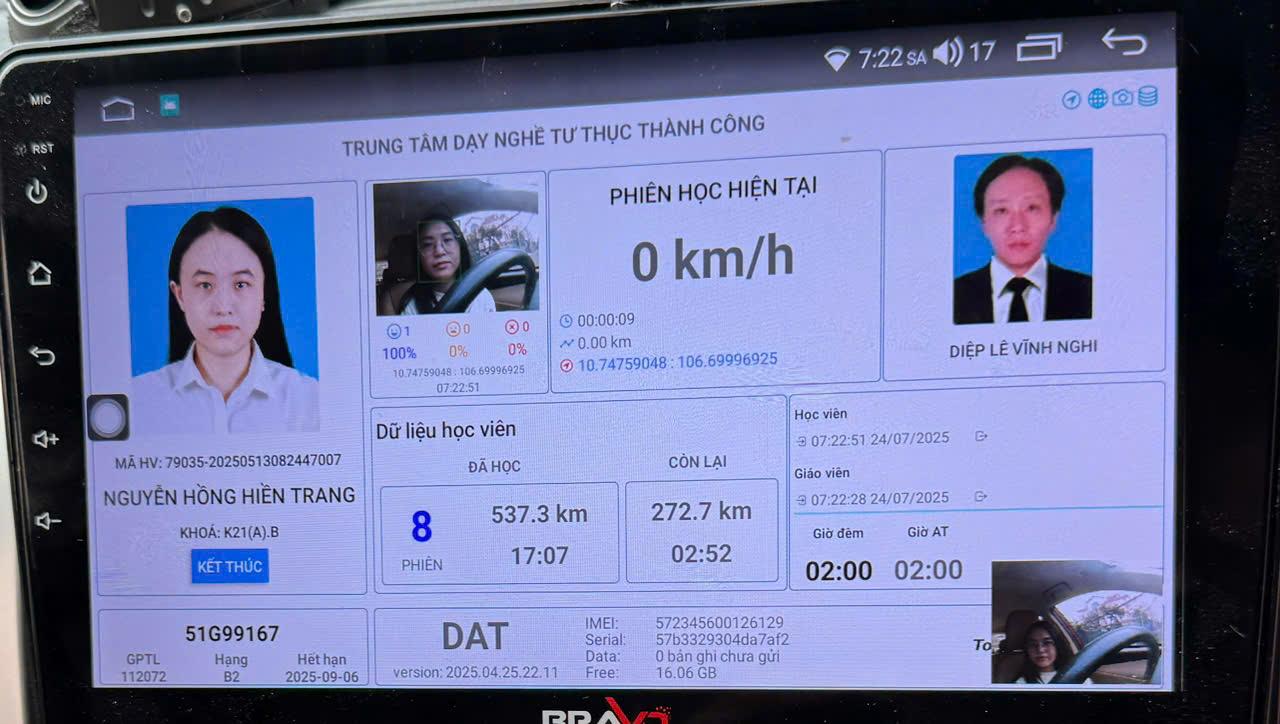 MIC
RST
7:22 SA 17
TRUNG TÂM DẠY NGHỀ TƯ THỤC THÀNH CÔNG
MÃ HV: 79035-20250513082447007
NGUYỄN HỒNG HIỀN TRANG
KHOÁ: K21(A).B
KẾT THÚC
1 0 0
100% 0% 0%
10.74759048 : 106.69996925
07:22:51
PHIÊN HỌC HIỆN TẠI
0 km/h
00:00:09
0.00 km
10.74759048 : 106.69996925
DIỆP LÊ VĨNH NGHI
Dữ liệu học viên
ĐÃ HỌC
CÒN LẠI
8
PHIÊN
537.3 km
17:07
272.7 km
02:52
Học viên
07:22:51 24/07/2025
Giáo viên
07:22:28 24/07/2025
Giờ đêm Giờ AT
02:00 02:00
51G99167
GPTL Hạng Hết hạn
112072 B2 2025-09-06
DAT
version: 2025.04.25.22.11
IMEI: 572345600126129
Serial: 57b3329304da7af2
Data: 0 bản ghi chưa gửi
Free: 16.06 GB
BRAVO